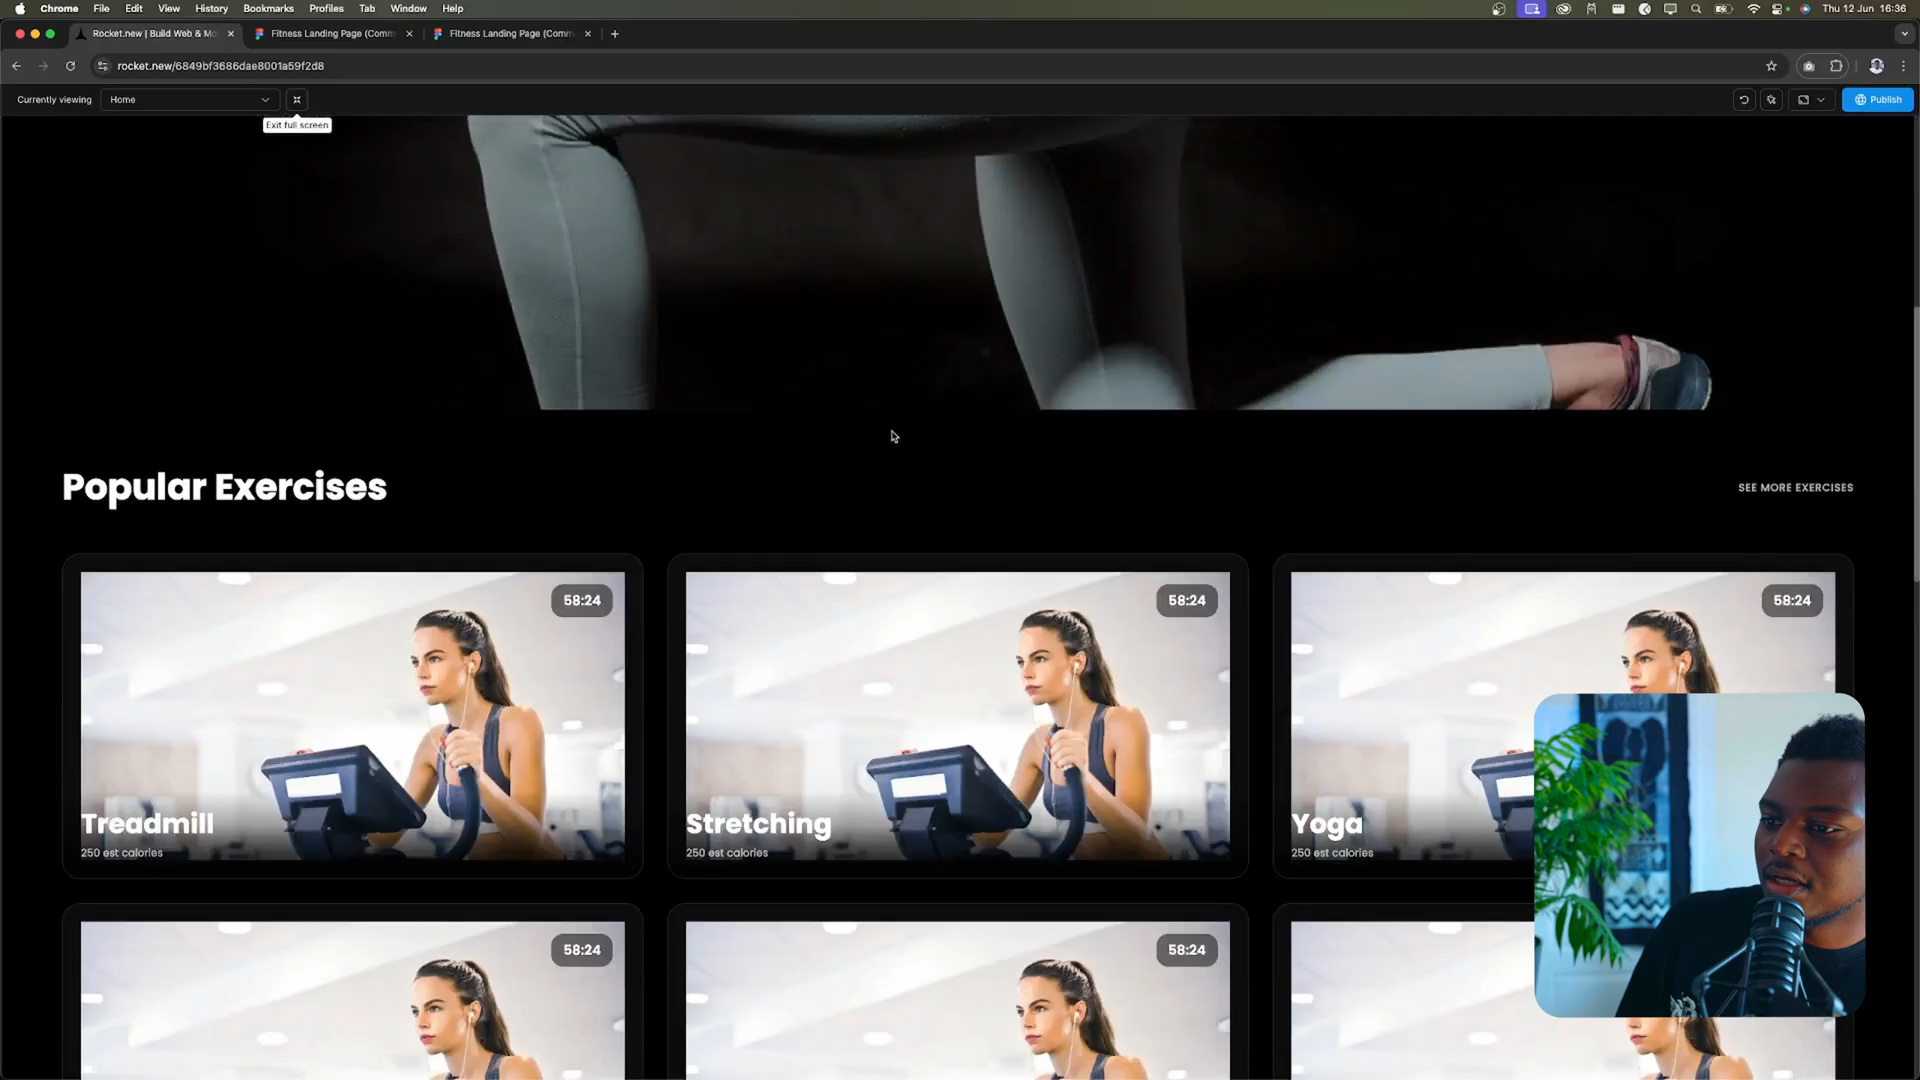 Chrome File Edit View History Bookmarks Profiles Tab Window Help Thu 12 Jun 16:36
Rocket.new | Build Web & Mo Fitness Landing Page (Comm Fitness Landing Page (Comm
rocket.new/6849bf3686dae8001a59f2d8
Currently viewing Home Publish
Exit full screen
Popular Exercises SEE MORE EXERCISES
58:24 58:24 58:24
Treadmill Stretching Yoga
250 est calories 250 est calories 250 est calories
58:24 58:24